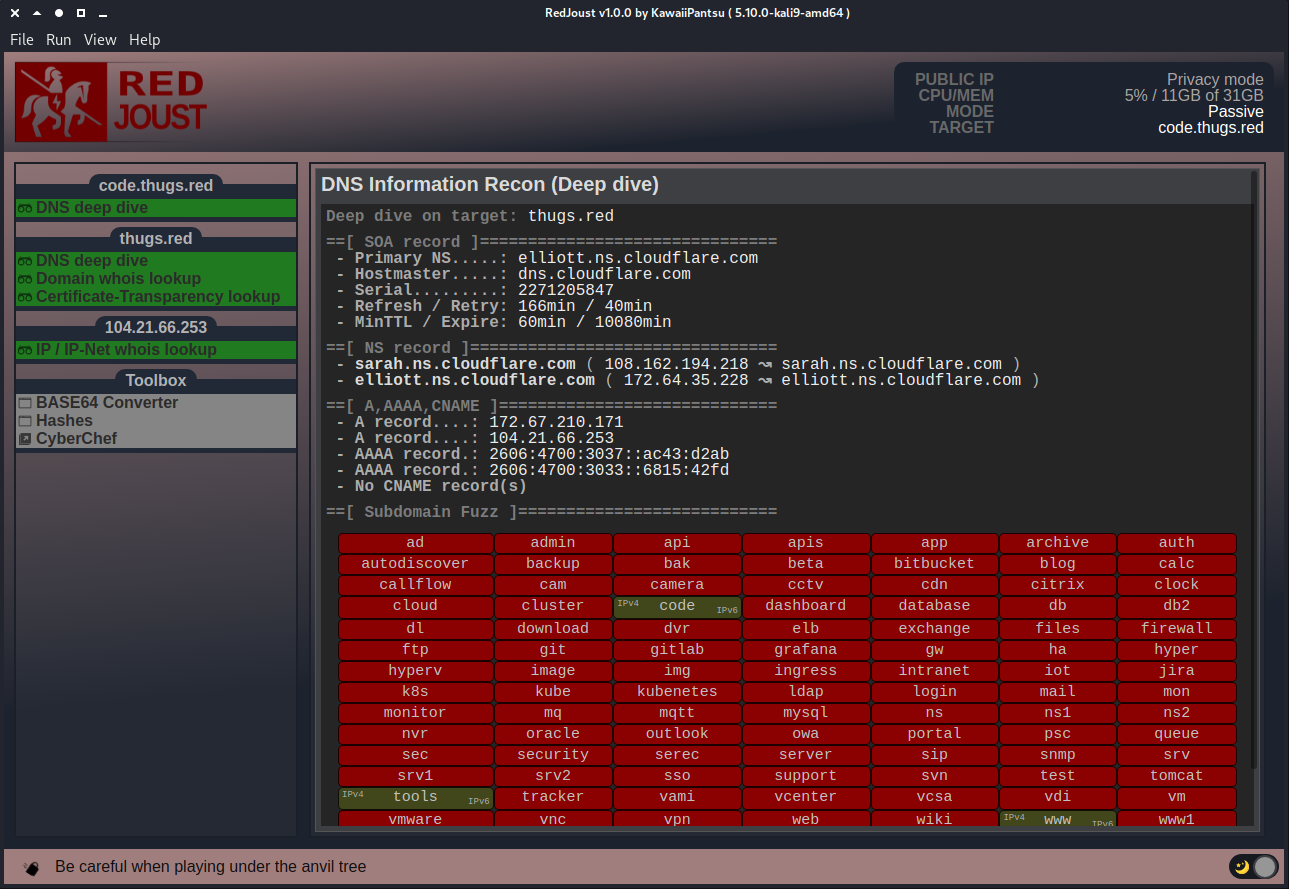 RedJoust v1.0.0 by KawaiiPantsu ( 5.10.0-kali9-amd64 )
File Run View Help
RED
JOUST
PUBLIC IP Privacy mode
CPU/MEM 5% / 11GB of 31GB
MODE Passive
TARGET code.thugs.red
code.thugs.red
DNS deep dive
thugs.red
DNS deep dive
Domain whois lookup
Certificate-Transparency lookup
104.21.66.253
IP / IP-Net whois lookup
Toolbox
BASE64 Converter
Hashes
CyberChef
DNS Information Recon (Deep dive)
Deep dive on target: thugs.red
==[ SOA record ]===============================
- Primary NS.....: elliott.ns.cloudflare.com
- Hostmaster.....: dns.cloudflare.com
- Serial.........: 2271205847
- Refresh / Retry: 166min / 40min
- MinTTL / Expire: 60min / 10080min
==[ NS record ]================================
- sarah.ns.cloudflare.com ( 108.162.194.218 ↝ sarah.ns.cloudflare.com )
- elliott.ns.cloudflare.com ( 172.64.35.228 ↝ elliott.ns.cloudflare.com )
==[ A,AAAA,CNAME ]=============================
- A record....: 172.67.210.171
- A record....: 104.21.66.253
- AAAA record.: 2606:4700:3037::ac43:d2ab
- AAAA record.: 2606:4700:3033::6815:42fd
- No CNAME record(s)
==[ Subdomain Fuzz ]===========================
ad admin api apis app archive auth
autodiscover backup bak beta bitbucket blog calc
callflow cam camera cctv cdn citrix clock
cloud cluster IPv4 code IPv6 dashboard database db db2
dl download dvr elb exchange files firewall
ftp git gitlab grafana gw ha hyper
hyperv image img ingress intranet iot jira
k8s kube kubenetes ldap login mail mon
monitor mq mqtt mysql ns ns1 ns2
nvr oracle outlook owa portal psc queue
sec security serec server sip snmp srv
srv1 srv2 sso support svn test tomcat
IPv4 tools IPv6 tracker vami vcenter vcsa vdi vm
vmware vnc vpn web wiki IPv4 www IPv6 www1
Be careful when playing under the anvil tree